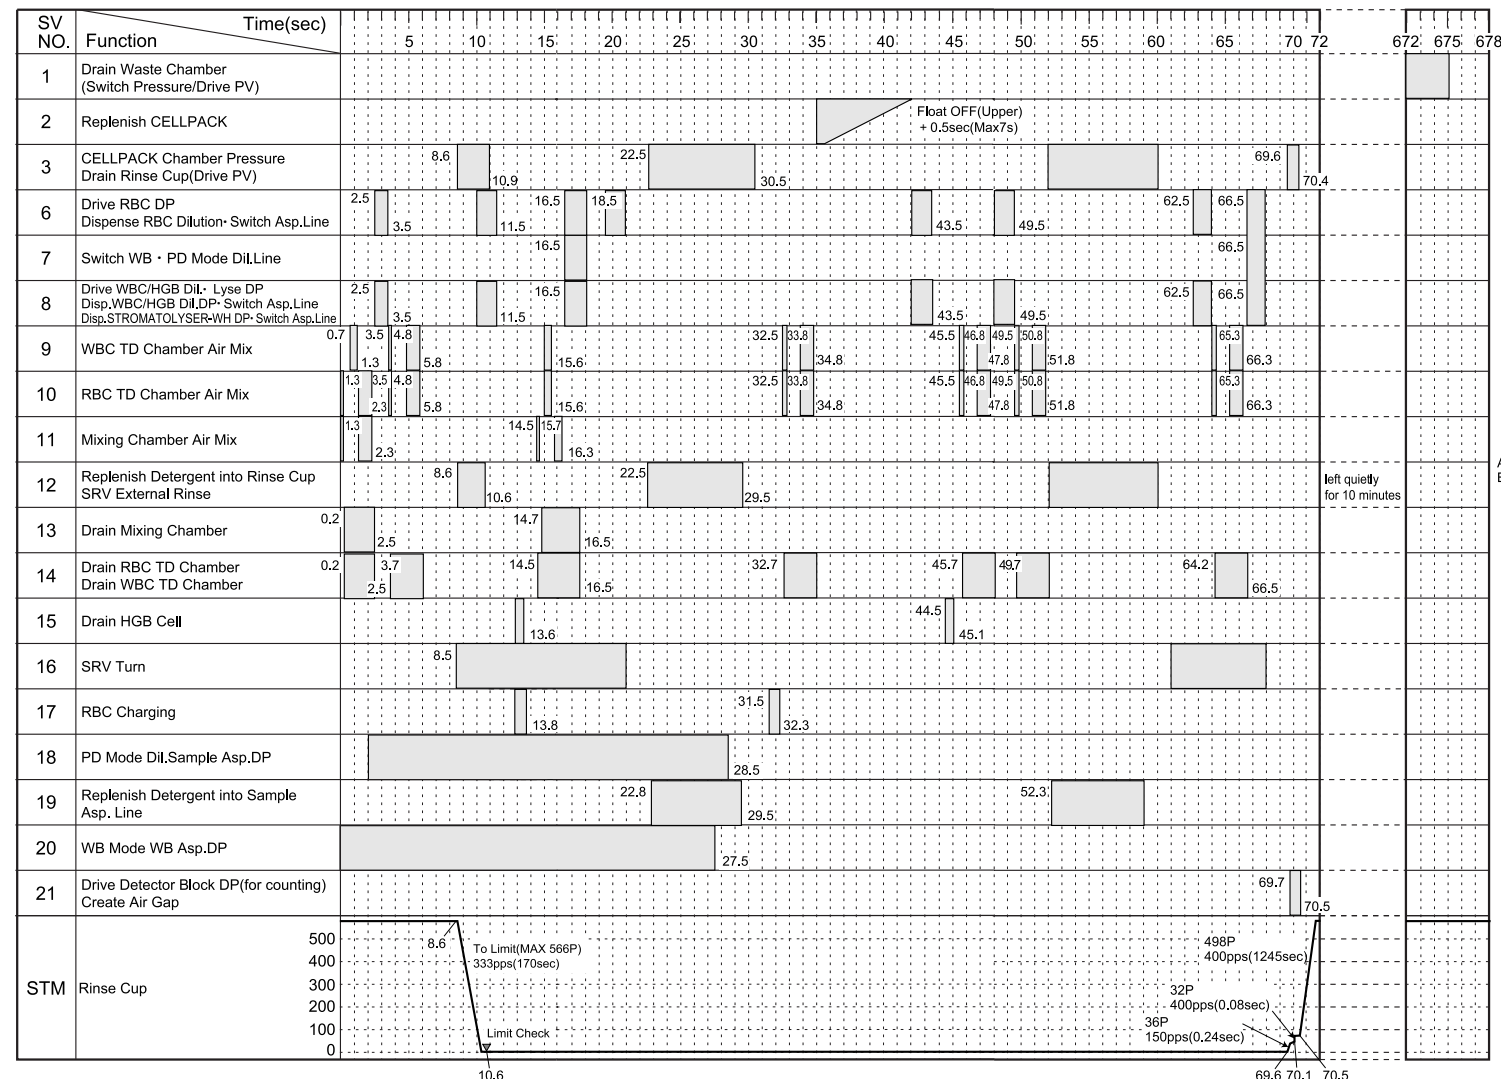 SV NO. Function Time(sec) 5 10 15 20 25 30 35 40 45 50 55 60 65 70 72 672 675 678
1 Drain Waste Chamber
(Switch Pressure/Drive PV)
2 Replenish CELLPACK
Float OFF(Upper)
+ 0.5sec(Max7s)
3 CELLPACK Chamber Pressure
Drain Rinse Cup(Drive PV)
8.6 10.9 22.5 30.5 69.6 70.4
6 Drive RBC DP
Dispense RBC Dilution・Switch Asp.Line
2.5 3.5 11.5 16.5 18.5 43.5 49.5 62.5 66.5
7 Switch WB・PD Mode Dil.Line
16.5 66.5
8 Drive WBC/HGB Dil.・ Lyse DP
Disp.WBC/HGB Dil.DP・Switch Asp.Line
Disp.STROMATOLYSER-WH DP・Switch Asp.Line
2.5 3.5 11.5 16.5 43.5 49.5 62.5 66.5
9 WBC TD Chamber Air Mix
0.7 1.3 3.5 4.8 5.8 15.6 32.5 33.8 34.8 45.5 46.8 47.8 49.5 50.8 51.8 65.3 66.3
10 RBC TD Chamber Air Mix
1.3 2.3 3.5 4.8 5.8 15.6 32.5 33.8 34.8 45.5 46.8 47.8 49.5 50.8 51.8 65.3 66.3
11 Mixing Chamber Air Mix
1.3 2.3 14.5 15.7 16.3
12 Replenish Detergent into Rinse Cup
SRV External Rinse
8.6 10.6 22.5 29.5
left quietly
for 10 minutes
13 Drain Mixing Chamber
0.2 2.5 14.7 16.5
14 Drain RBC TD Chamber
Drain WBC TD Chamber
0.2 2.5 3.7 14.5 16.5 32.7 45.7 49.7 64.2 66.5
15 Drain HGB Cell
13.6 44.5 45.1
16 SRV Turn
8.5
17 RBC Charging
13.8 31.5 32.3
18 PD Mode Dil.Sample Asp.DP
28.5
19 Replenish Detergent into Sample
Asp. Line
22.8 29.5 52.3
20 WB Mode WB Asp.DP
27.5
21 Drive Detector Block DP(for counting)
Create Air Gap
69.7 70.5
STM Rinse Cup
500
400
300
200
100
0
8.6
To Limit(MAX 566P)
333pps(170sec)
Limit Check
10.6
498P
400pps(1245sec)
32P
400pps(0.08sec)
36P
150pps(0.24sec)
69.6 70.1 70.5